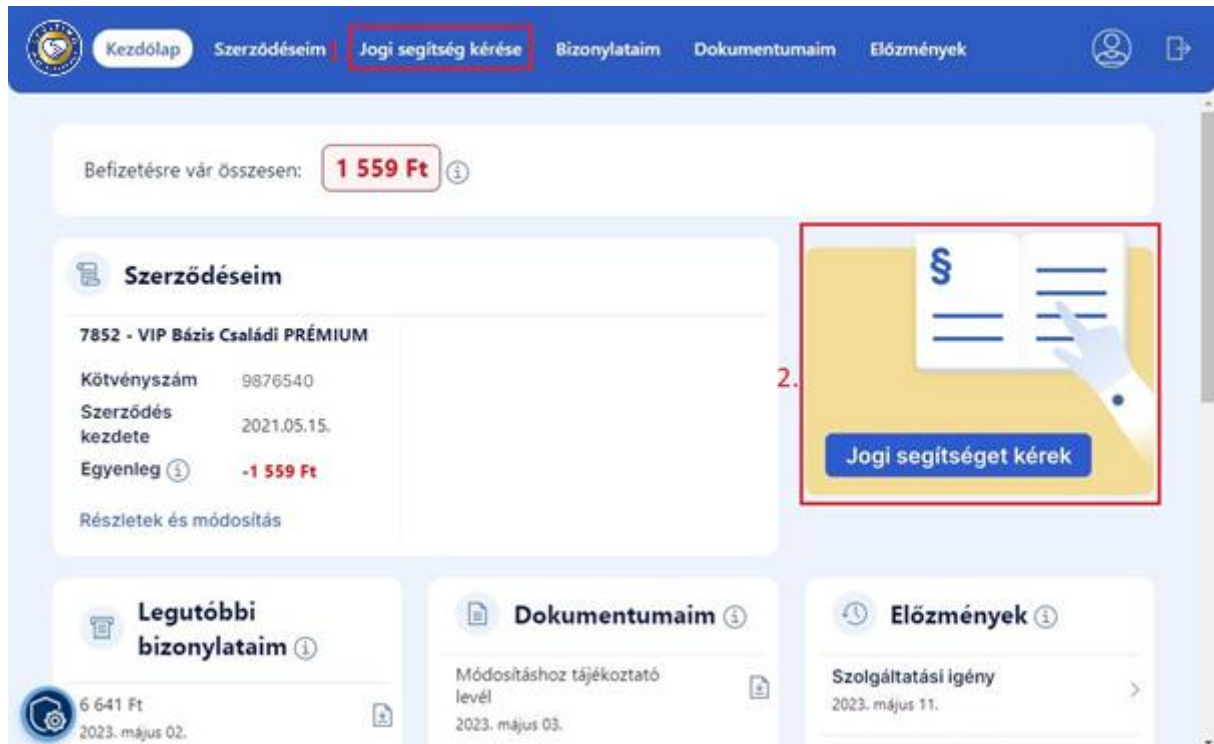 Kezdőlap Szerződéseim 1. Jogi segítség kérése Bizonylataim Dokumentumaim Előzmények
Befizetésre vár összesen: 1 559 Ft
Szerződéseim
7852 - VIP Bázis Családi PRÉMIUM
Kötvényszám 9876540
Szerződés
kezdete 2021.05.15.
Egyenleg -1 559 Ft
Részletek és módosítás
2.
§
Jogi segítséget kérek
Legutóbbi
bizonylataim
6 641 Ft
2023. május 02.
Dokumentumaim
Módosításhoz tájékoztató
levél
2023. május 03.
Előzmények
Szolgáltatási igény
2023. május 11.